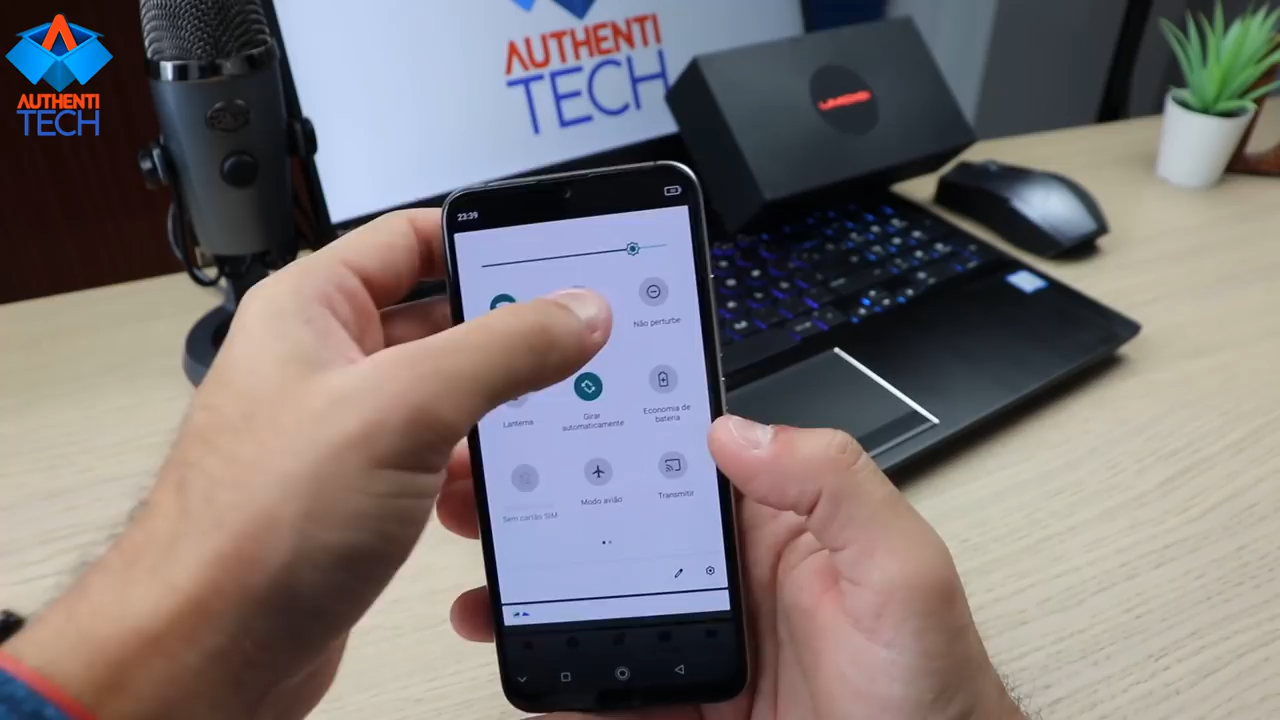 AUTHENTI
TECH
AUTHENTI
TECH
UMIDIGI
23:39
Não perturbe
Lanterna
Girar
automaticamente
Economia de
bateria
Sem cartão SIM
Modo avião
Transmitir